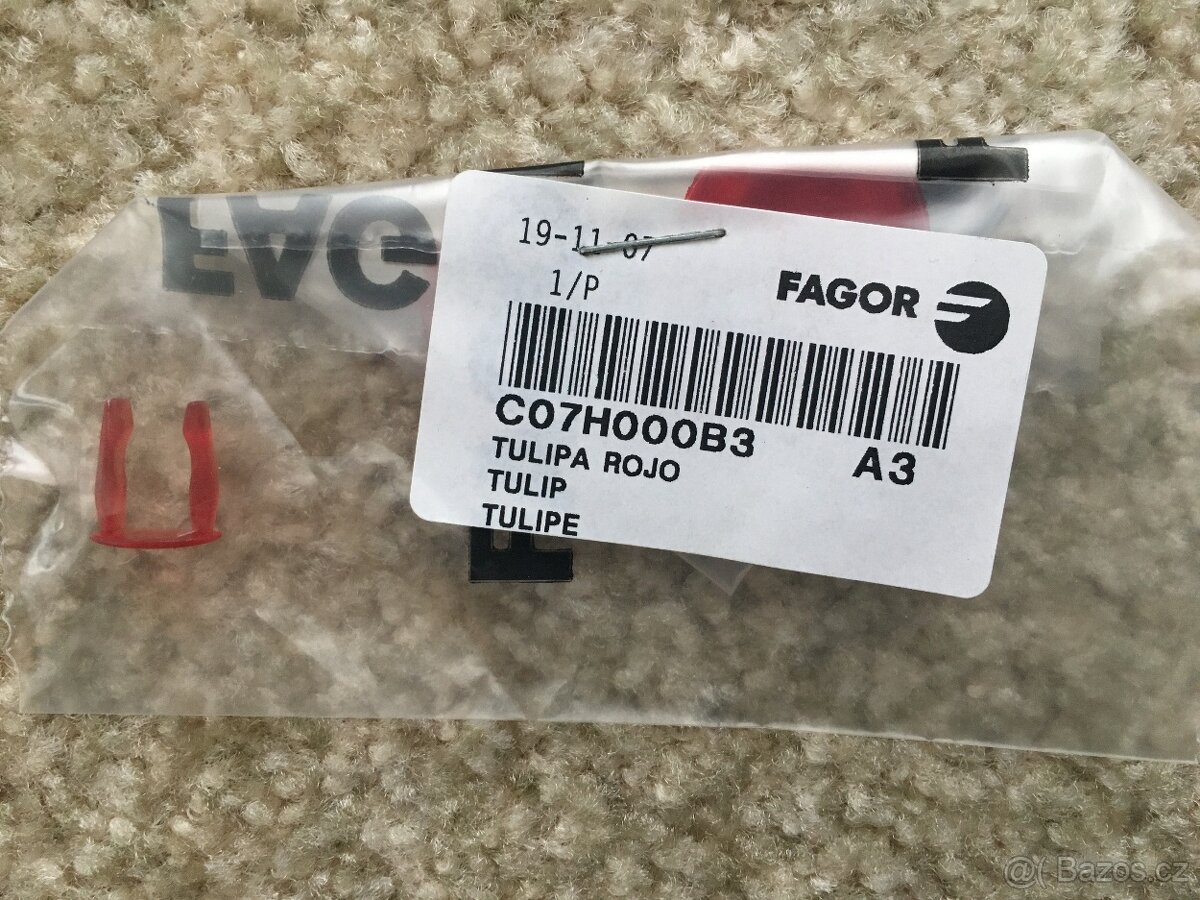 19-11-07
1/P
FAGOR
C07H000B3
A3
TULIPA ROJO
TULIP
TULIPE
@( Bazos.cz